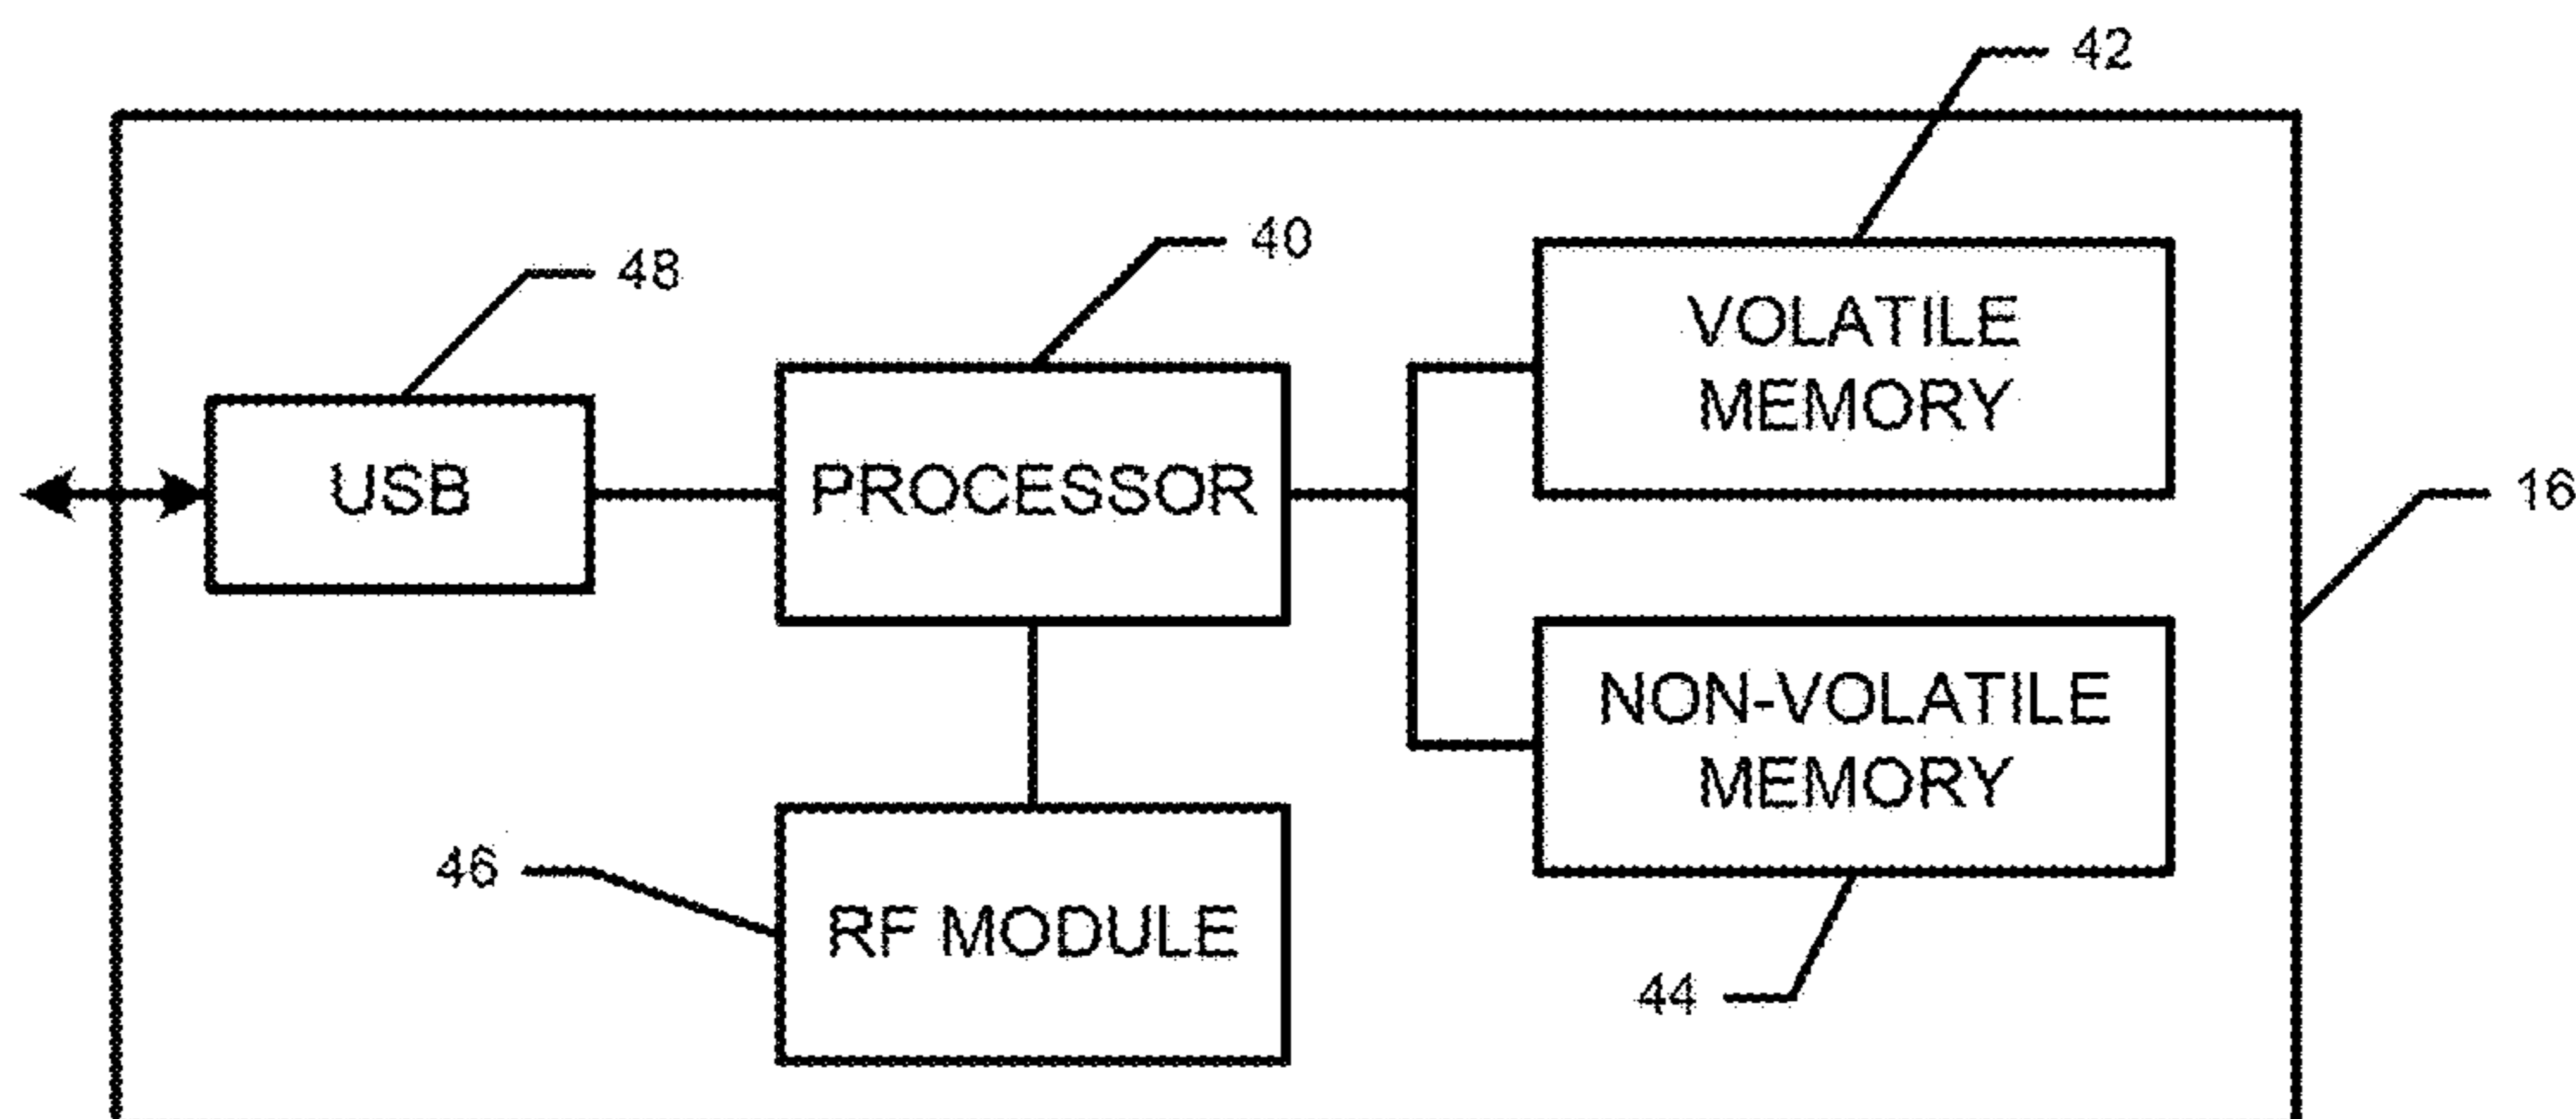 42
40
48
VOLATILE
MEMORY
USB
PROCESSOR
16
NON-VOLATILE
MEMORY
46
RF MODULE
44